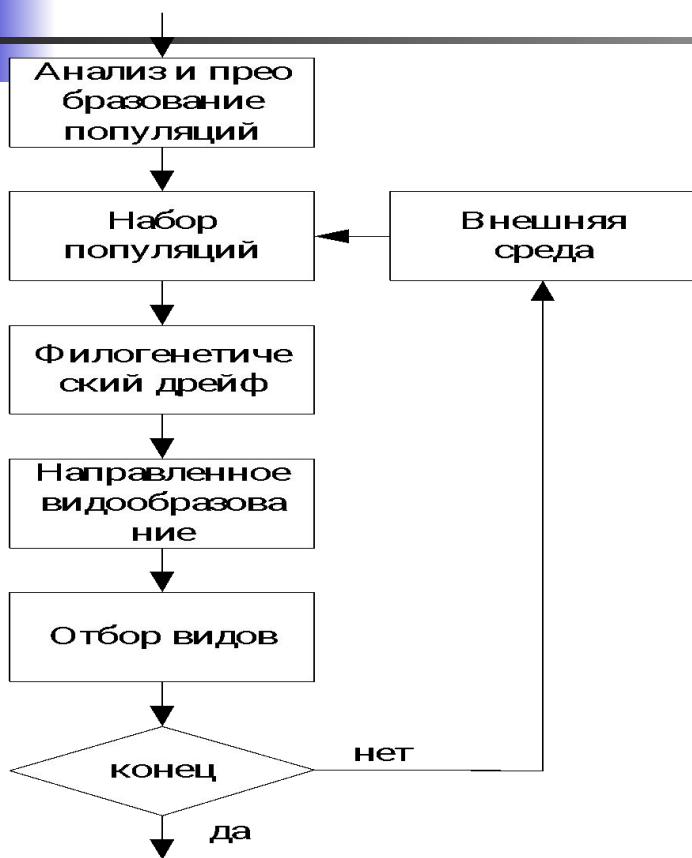 Анализ и прео
бразование
популяций
Набор
популяций
Внешняя
среда
Филогенетиче
ский дрейф
Направленное
видообразова
ние
Отбор видов
конец
нет
да